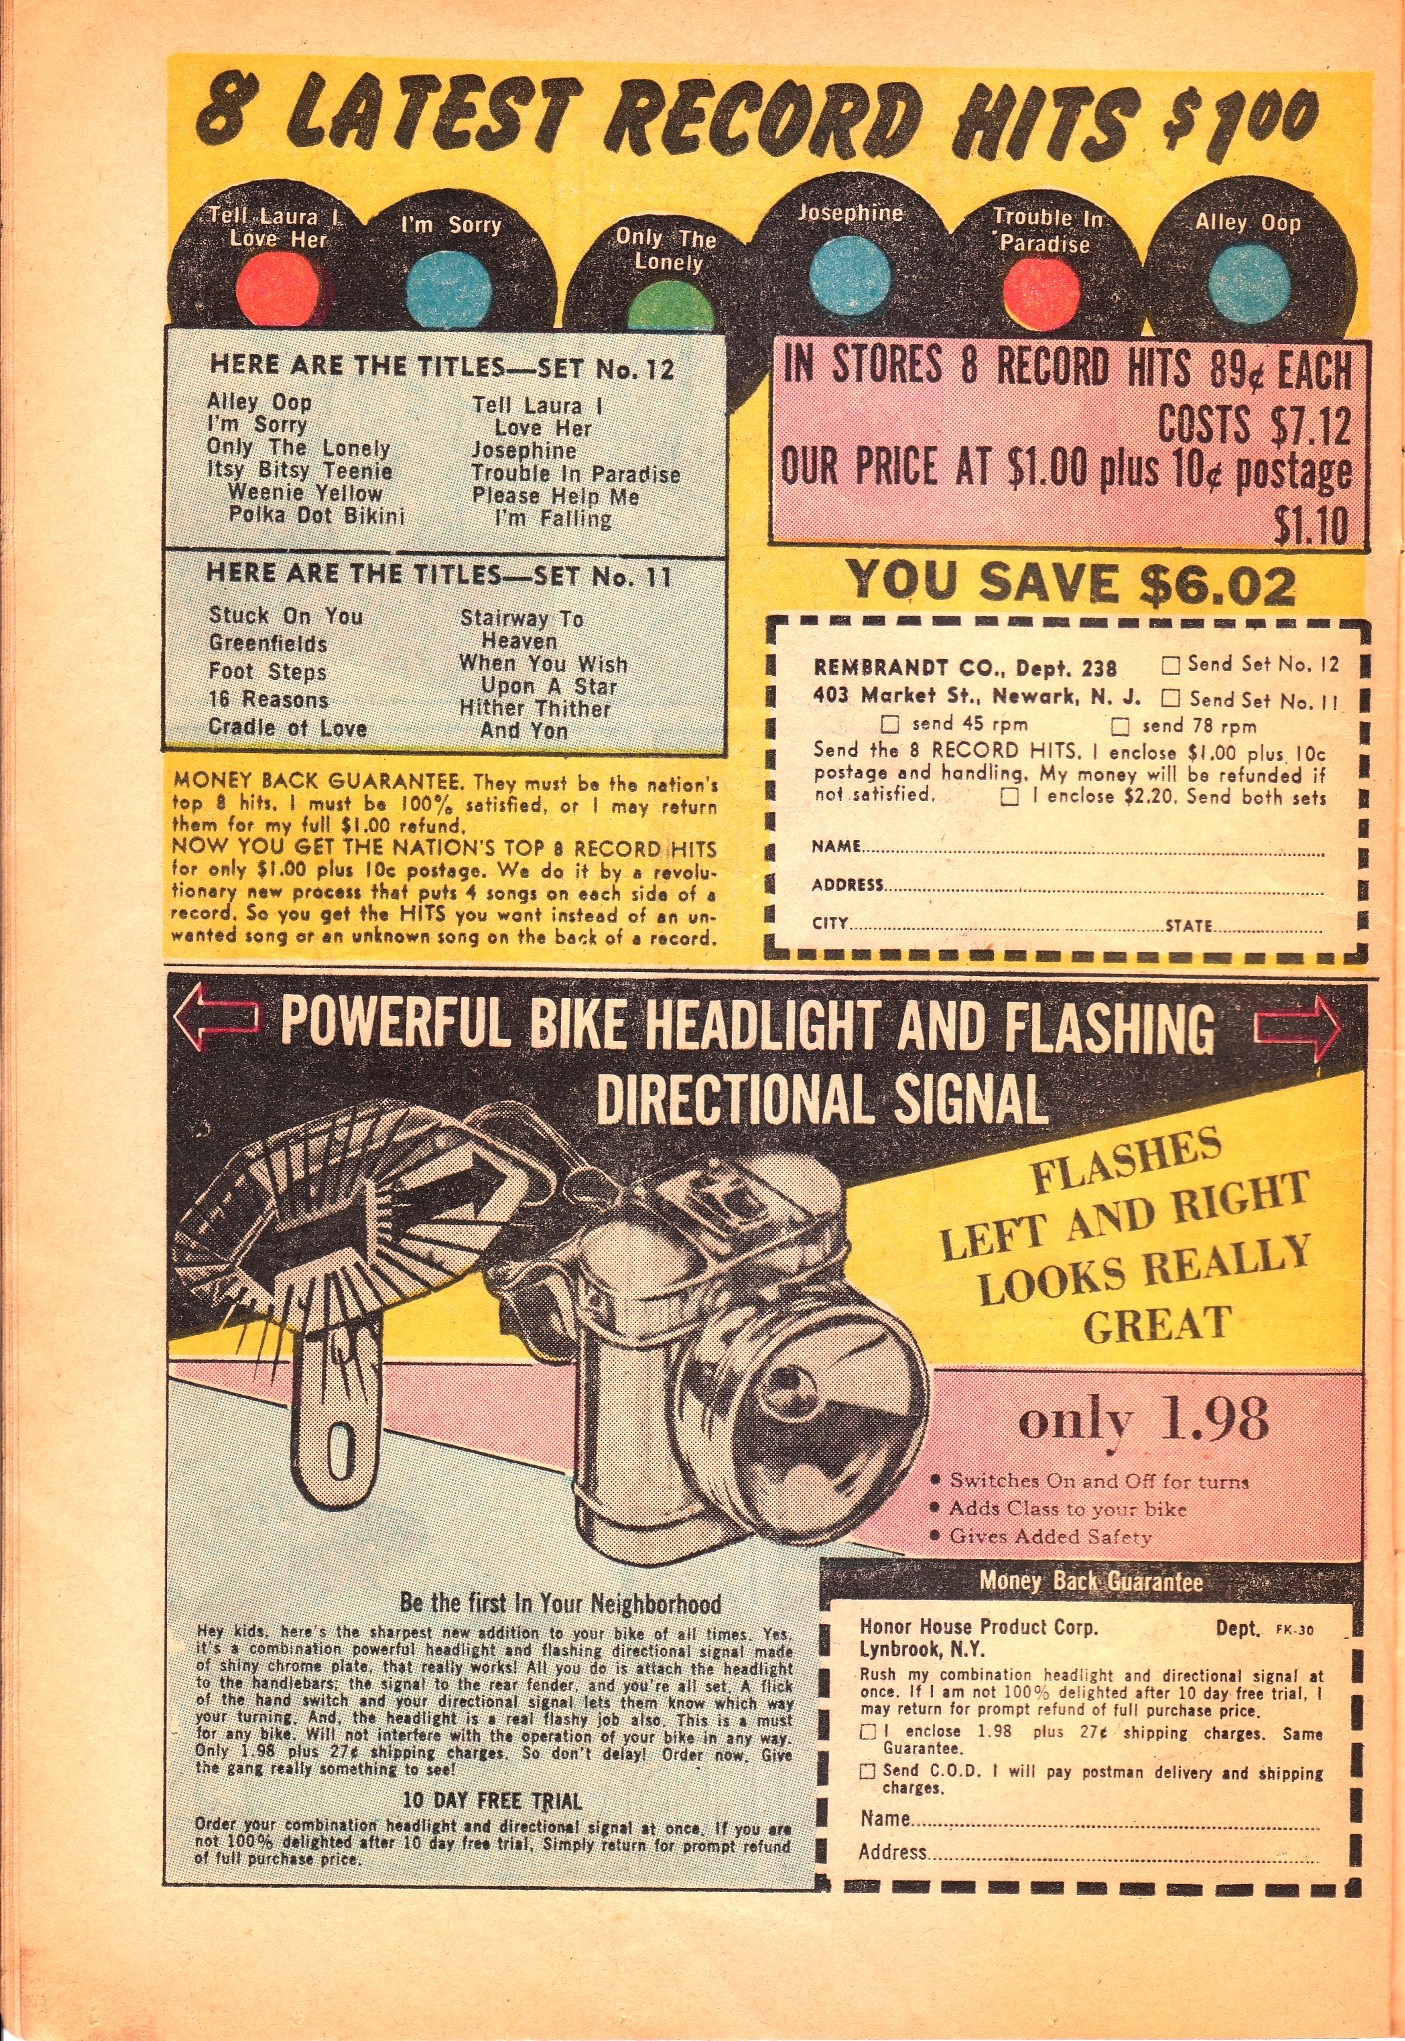 8 LATEST RECORD HITS $1.00
Tell Laura I
Love Her
I'm Sorry
Only The
Lonely
Josephine
Trouble In
Paradise
Alley Oop
HERE ARE THE TITLES—SET No. 12
Alley Oop
I'm Sorry
Only The Lonely
Itsy Bitsy Teenie
Weenie Yellow
Polka Dot Bikini
Tell Laura I
Love Her
Josephine
Trouble In Paradise
Please Help Me
I'm Falling
HERE ARE THE TITLES—SET No. 11
Stuck On You
Greenfields
Foot Steps
16 Reasons
Cradle of Love
Stairway To
Heaven
When You Wish
Upon A Star
Hither Thither
And Yon
MONEY BACK GUARANTEE. They must be the nation's
top 8 hits. I must be 100% satisfied, or I may return
them for my full $1.00 refund.
NOW YOU GET THE NATION'S TOP 8 RECORD HITS
for only $1.00 plus 10c postage. We do it by a revolu-
tionary new process that puts 4 songs on each side of a
record. So you get the HITS you want instead of an un-
wanted song or an unknown song on the back of a record.
IN STORES 8 RECORD HITS 89¢ EACH
COSTS $7.12
OUR PRICE AT $1.00 plus 10¢ postage
$1.10
YOU SAVE $6.02
REMBRANDT CO., Dept. 238 □ Send Set No. 12
403 Market St., Newark, N. J. □ Send Set No. 11
□ send 45 rpm □ send 78 rpm
Send the 8 RECORD HITS. I enclose $1.00 plus 10c
postage and handling. My money will be refunded if
not satisfied. □ I enclose $2.20. Send both sets
NAME
ADDRESS
CITY STATE
POWERFUL BIKE HEADLIGHT AND FLASHING
DIRECTIONAL SIGNAL
FLASHES
LEFT AND RIGHT
LOOKS REALLY
GREAT
only 1.98
• Switches On and Off for turns
• Adds Class to your bike
• Gives Added Safety
Be the first In Your Neighborhood
Hey kids, here's the sharpest new addition to your bike of all times. Yes,
it's a combination powerful headlight and flashing directional signal made
of shiny chrome plate, that really works! All you do is attach the headlight
to the handlebars; the signal to the rear fender, and you're all set. A flick
of the hand switch and your directional signal lets them know which way
your turning. And, the headlight is a real flashy job also. This is a must
for any bike. Will not interfere with the operation of your bike in any way.
Only 1.98 plus 27¢ shipping charges. So don't delay! Order now. Give
the gang really something to see!
10 DAY FREE TRIAL
Order your combination headlight and directional signal at once. If you are
not 100% delighted after 10 day free trial, Simply return for prompt refund
of full purchase price.
Money Back Guarantee
Honor House Product Corp. Dept. FK-30
Lynbrook, N.Y.
Rush my combination headlight and directional signal at
once. If I am not 100% delighted after 10 day free trial, I
may return for prompt refund of full purchase price.
□ I enclose 1.98 plus 27¢ shipping charges. Same
Guarantee.
□ Send C.O.D. I will pay postman delivery and shipping
charges.
Name
Address